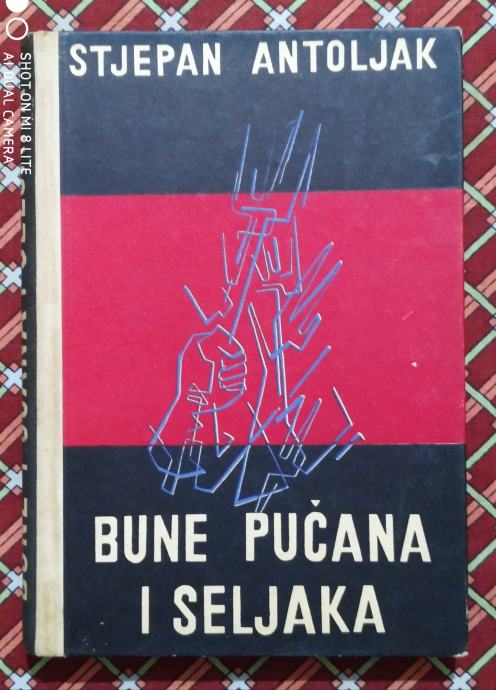 STJEPAN ANTOLJAK
BUNE PUČANA
I SELJAKA
SHOT ON MI 8 LITE
AI DUAL CAMERA